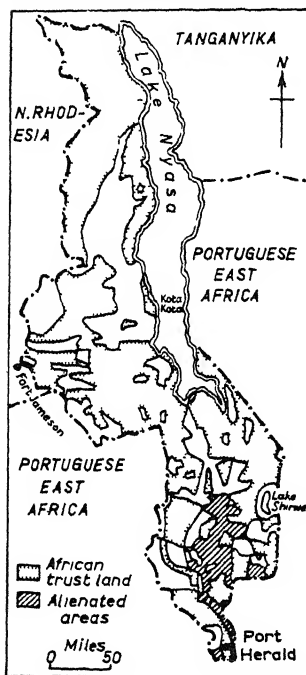 TANGANYIKA
N
Lake Nyasa
N. RHOD-
ESIA
PORTUGUESE
EAST
AFRICA
Kota
Kota
Fort Jameson
PORTUGUESE
EAST
AFRICA
Lake
Shirwa
African
trust land
Alienated
areas
Miles
0 50
Port
Herald